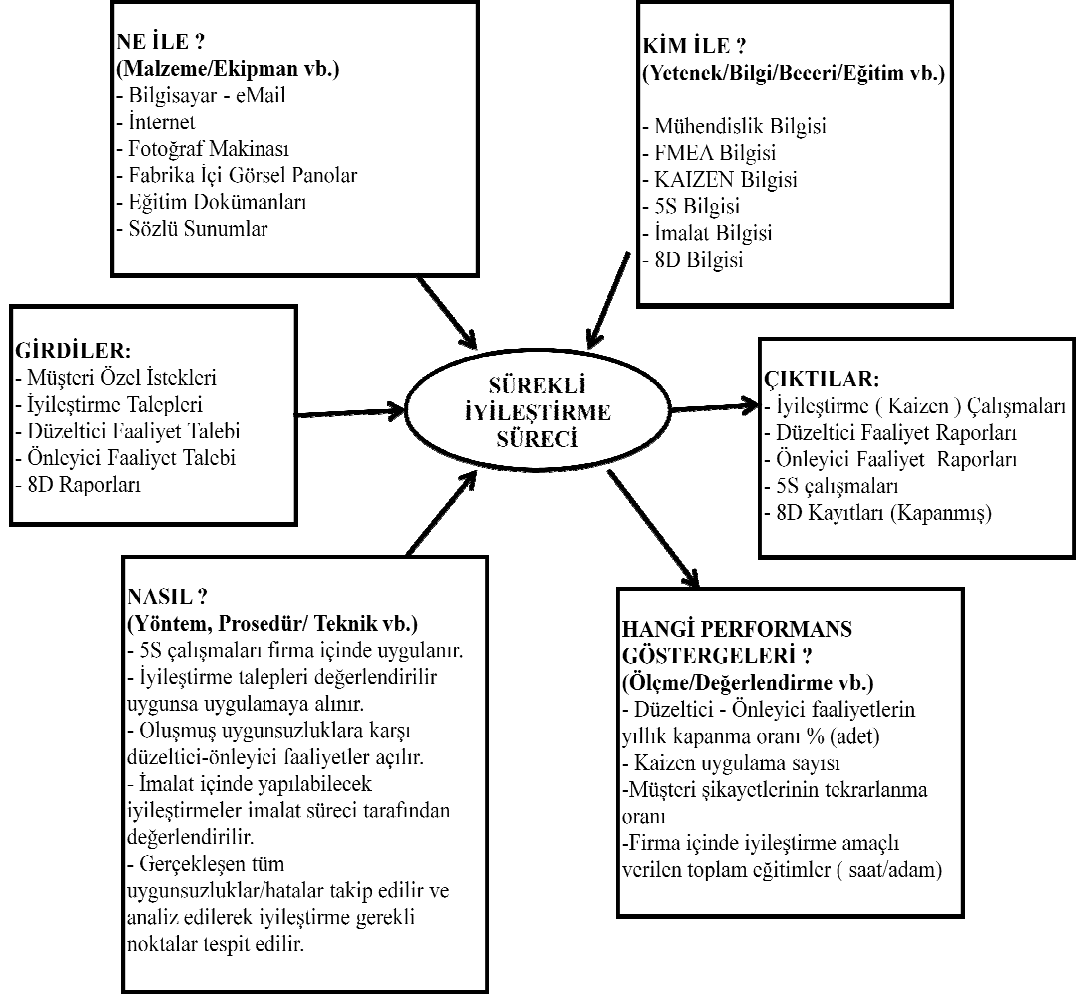 NE İLE ?
(Malzeme/Ekipman vb.)
- Bilgisayar - eMail
- İnternet
- Fotoğraf Makinası
- Fabrika İçi Görsel Panolar
- Eğitim Dokümanları
- Sözlü Sunumlar
KİM İLE ?
(Yetenek/Bilgi/Beceri/Eğitim vb.)
- Mühendislik Bilgisi
- FMEA Bilgisi
- KAIZEN Bilgisi
- 5S Bilgisi
- İmalat Bilgisi
- 8D Bilgisi
GİRDİLER:
- Müşteri Özel İstekleri
- İyileştirme Talepleri
- Düzeltici Faaliyet Talebi
- Önleyici Faaliyet Talebi
- 8D Raporları
SÜREKLİ
İYİLEŞTİRME
SÜRECİ
ÇIKTILAR:
- İyileştirme ( Kaizen ) Çalışmaları
- Düzeltici Faaliyet Raporları
- Önleyici Faaliyet Raporları
- 5S çalışmaları
- 8D Kayıtları (Kapanmış)
NASIL ?
(Yöntem, Prosedür/ Teknik vb.)
- 5S çalışmaları firma içinde uygulanır.
- İyileştirme talepleri değerlendirilir
uygunsa uygulamaya alınır.
- Oluşmuş uygunsuzluklara karşı
düzeltici-önleyici faaliyetler açılır.
- İmalat içinde yapılabilecek
iyileştirmeler imalat süreci tarafından
değerlendirilir.
- Gerçekleşen tüm
uygunsuzluklar/hatalar takip edilir ve
analiz edilerek iyileştirme gerekli
noktalar tespit edilir.
HANGİ PERFORMANS
GÖSTERGELERİ ?
(Ölçme/Değerlendirme vb.)
- Düzeltici - Önleyici faaliyetlerin
yıllık kapanma oranı % (adet)
- Kaizen uygulama sayısı
-Müşteri şikayetlerinin tekrarlanma
oranı
-Firma içinde iyileştirme amaçlı
verilen toplam eğitimler ( saat/adam)